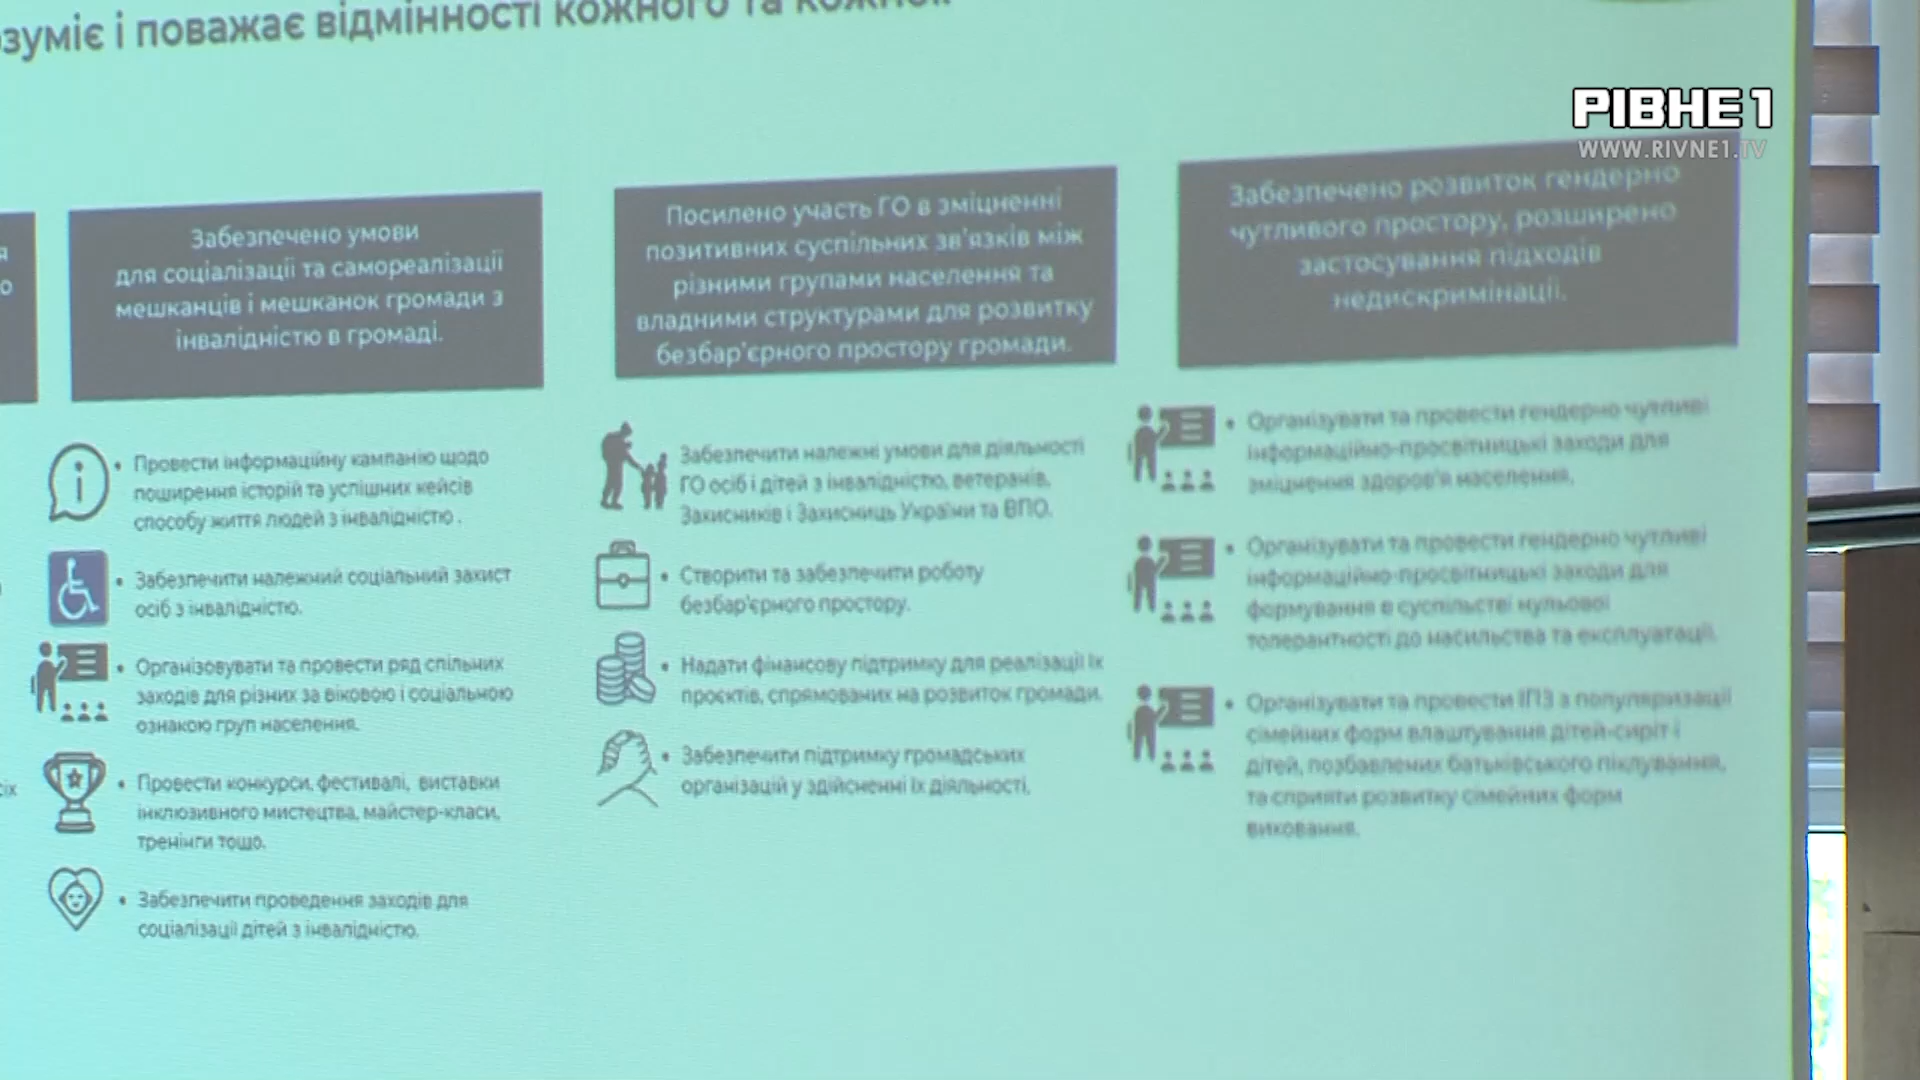 зуміє і поважає відмінності кожного та
РІВНЕ 1
WWW.RIVNE1.TV
Забезпечено умови
для соціалізації та самореалізації
мешканців і мешканок громади з
інвалідністю в громаді.
Провести інформаційну кампанію щодо
поширення історій та успішних кейсів
способу життя людей з інвалідністю .
Забезпечити належний соціальний захист
осіб з інвалідністю.
Організовувати та провести ряд спільних
заходів для різних за віковою і соціальною
ознакою груп населення.
Провести конкурси, фестивалі, виставки
інклюзивного мистецтва, майстер-класи,
тренінги тощо.
Забезпечити проведення заходів для
соціалізації дітей з інвалідністю.
Посилено участь ГО в зміцненні
позитивних суспільних зв'язків між
різними групами населення та
владними структурами для розвитку
безбар'єрного простору громади.
Забезпечити належні умови для діяльності
ГО осіб і дітей з інвалідністю, ветеранів,
Захисників і Захисниць України та ВПО.
Створити та забезпечити роботу
безбар'єрного простору.
Надати фінансову підтримку для реалізації їх
проєктів, спрямованих на розвиток громади.
Забезпечити підтримку громадських
організацій у здійсненні їх діяльності.
Забезпечено розвиток гендерно
чутливого простору, розширено
застосування підходів
недискримінації.
Організувати та провести гендерно чутливі
інформаційно-просвітницькі заходи для
зміцнення здоров'я населення.
Організувати та провести гендерно чутливі
інформаційно-просвітницькі заходи для
формування в суспільстві нульової
толерантності до насильства та експлуатації.
Організувати та провести ІПЗ з популяризації
сімейних форм влаштування дітей-сиріт і
дітей, позбавлених батьківського піклування,
та сприяти розвитку сімейних форм
виховання.